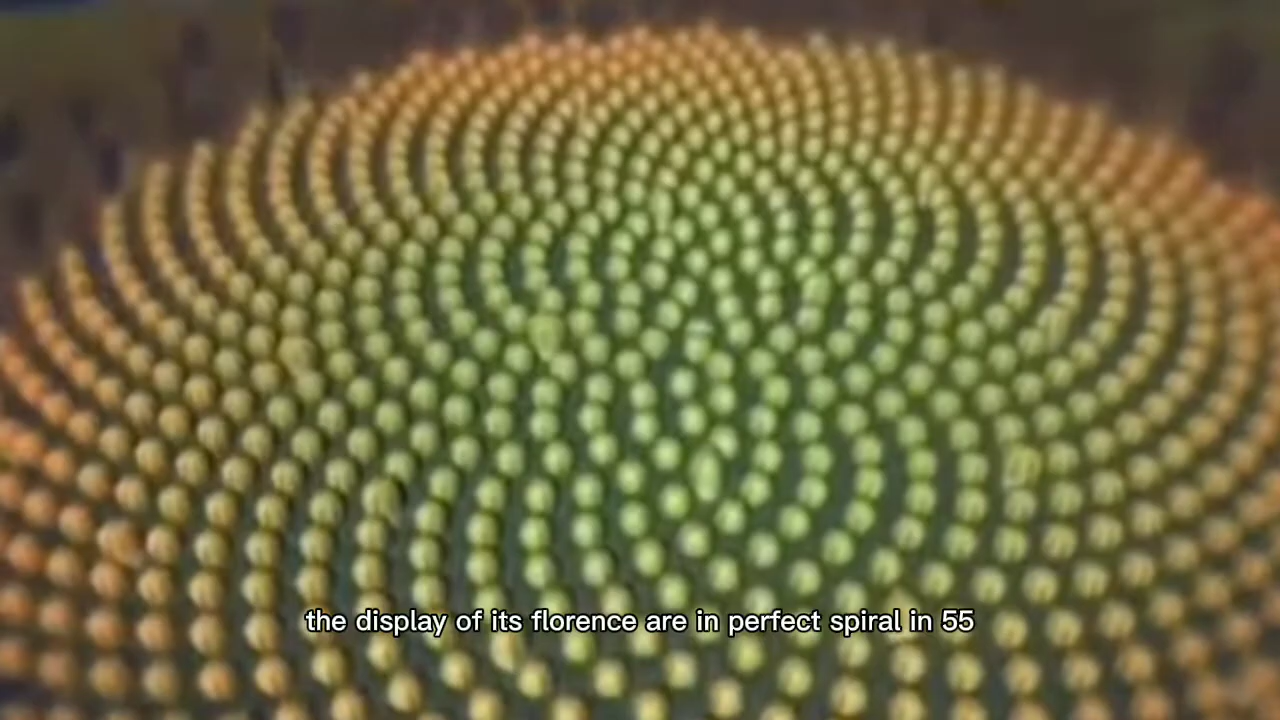 the display of its florence are in perfect spiral in 55